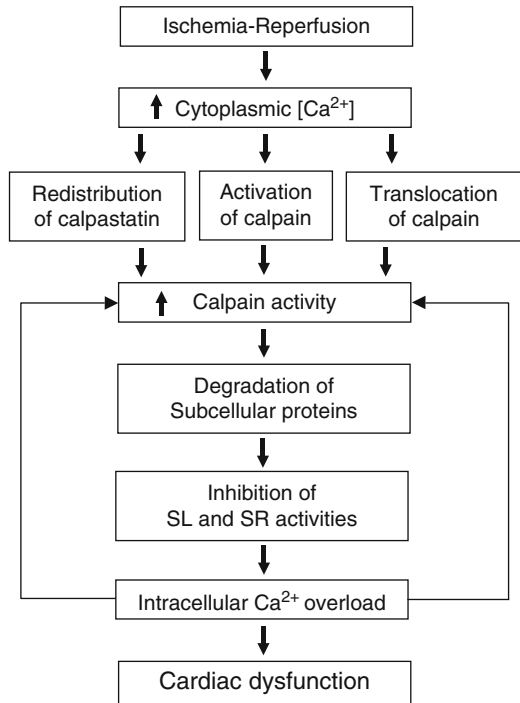 Ischemia-Reperfusion
⬆ Cytoplasmic [Ca²⁺]
Redistribution
of calpastatin
Activation
of calpain
Translocation
of calpain
⬆ Calpain activity
Degradation of
Subcellular proteins
Inhibition of
SL and SR activities
Intracellular Ca²⁺ overload
Cardiac dysfunction